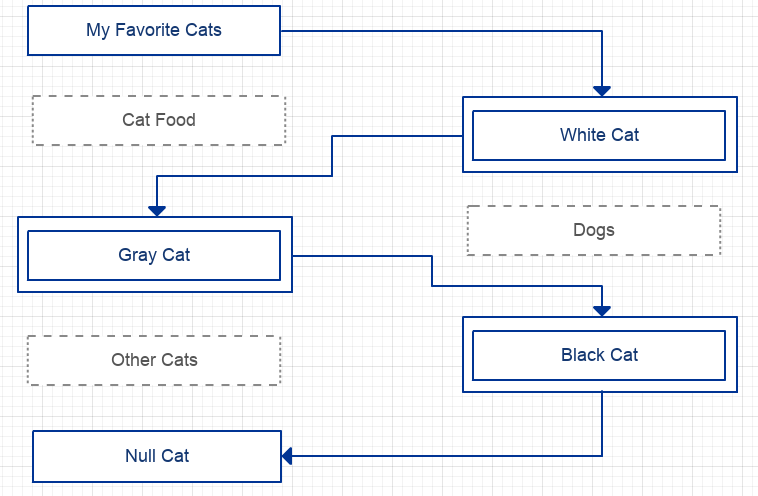 My Favorite Cats
Cat Food
White Cat
Dogs
Gray Cat
Black Cat
Other Cats
Null Cat